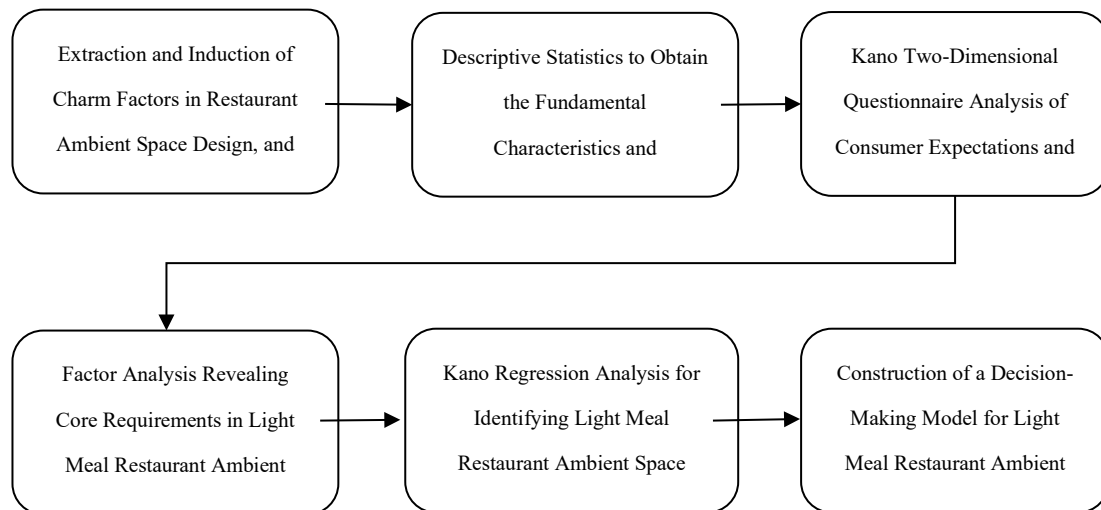 Extraction and Induction of
Charm Factors in Restaurant
Ambient Space Design, and
Descriptive Statistics to Obtain
the Fundamental
Characteristics and
Kano Two-Dimensional
Questionnaire Analysis of
Consumer Expectations and
Factor Analysis Revealing
Core Requirements in Light
Meal Restaurant Ambient
Kano Regression Analysis for
Identifying Light Meal
Restaurant Ambient Space
Construction of a Decision-
Making Model for Light
Meal Restaurant Ambient